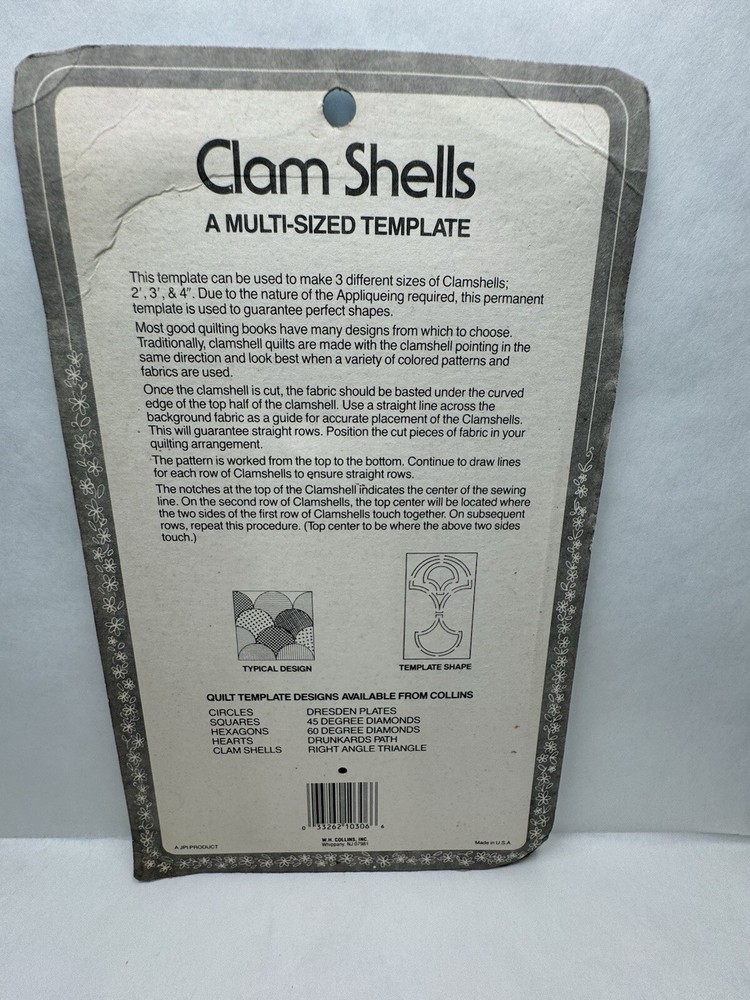 Clam Shells
A MULTI-SIZED TEMPLATE
This template can be used to make 3 different sizes of Clamshells;
2', 3', & 4". Due to the nature of the Appliqueing required, this permanent
template is used to guarantee perfect shapes.
Most good quilting books have many designs from which to choose.
Traditionally, clamshell quilts are made with the clamshell pointing in the
same direction and look best when a variety of colored patterns and
fabrics are used.
Once the clamshell is cut, the fabric should be basted under the curved
edge of the top half of the clamshell. Use a straight line across the
background fabric as a guide for accurate placement of the Clamshells.
This will guarantee straight rows. Position the cut pieces of fabric in your
quilting arrangement.
The pattern is worked from the top to the bottom. Continue to draw lines
for each row of Clamshells to ensure straight rows.
The notches at the top of the Clamshell indicates the center of the sewing
line. On the second row of Clamshells, the top center will be located where
the two sides of the first row of Clamshells touch together. On subsequent
rows, repeat this procedure. (Top center to be where the above two sides
touch.)
TYPICAL DESIGN
TEMPLATE SHAPE
QUILT TEMPLATE DESIGNS AVAILABLE FROM COLLINS
CIRCLES DRESDEN PLATES
SQUARES 45 DEGREE DIAMONDS
HEXAGONS 60 DEGREE DIAMONDS
HEARTS DRUNKARDS PATH
CLAM SHELLS RIGHT ANGLE TRIANGLE
0 33262 10306 4
A JPI PRODUCT
W.H. COLLINS, INC.
Whippany, NJ 07981
Made in U.S.A